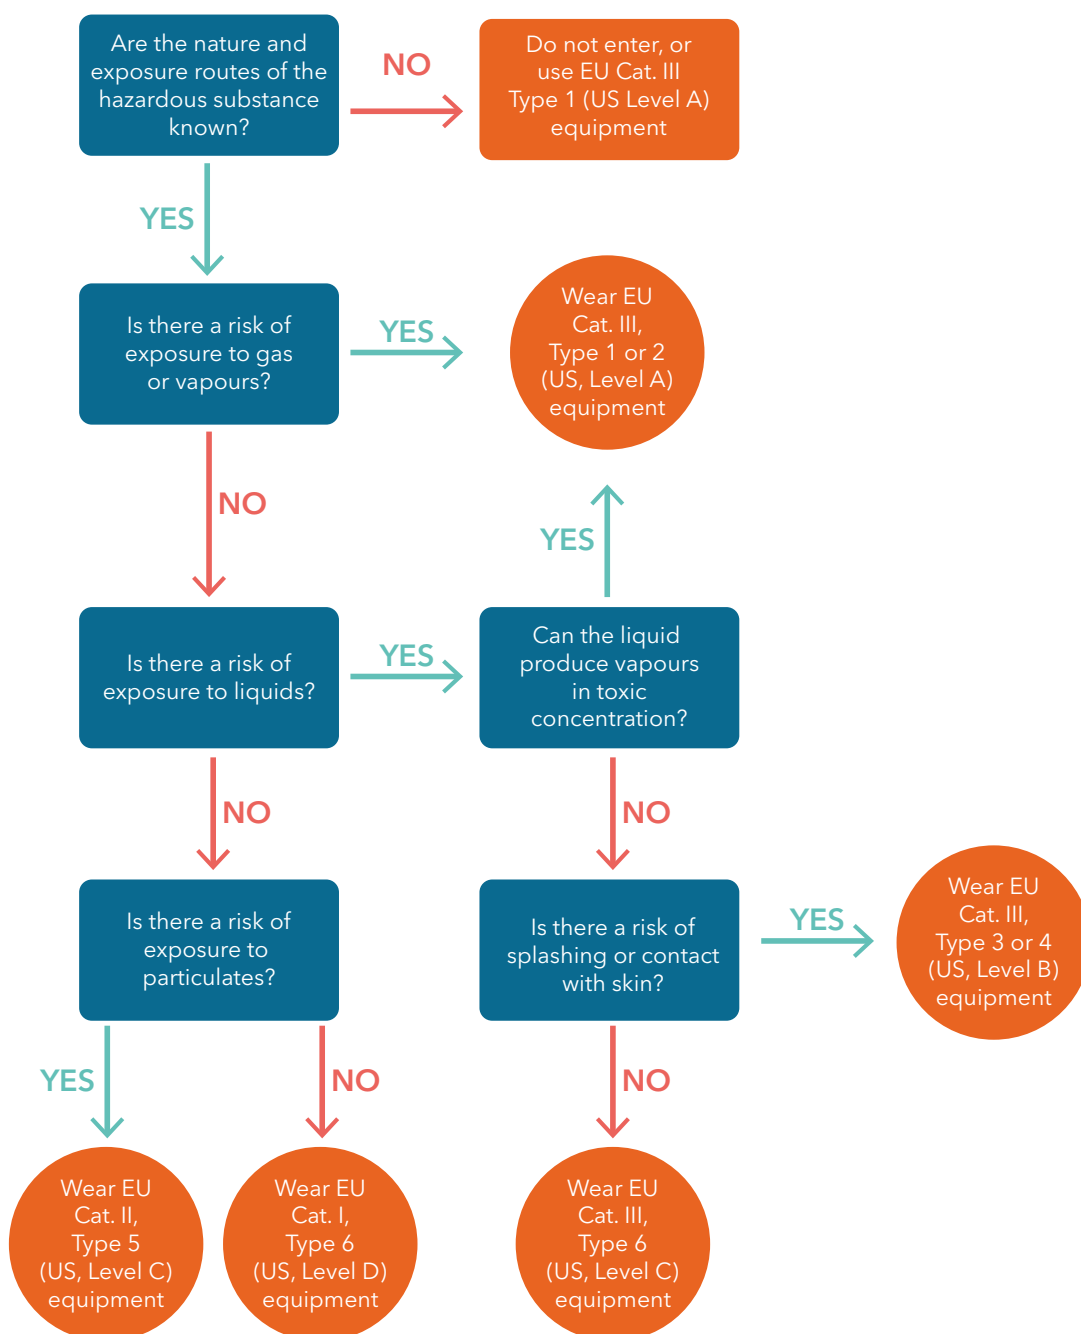 Are the nature and
exposure routes of the
hazardous substance
known?
NO
Do not enter, or
use EU Cat. III
Type 1 (US Level A)
equipment
YES
Is there a risk of
exposure to gas
or vapours?
YES
Wear EU
Cat. III,
Type 1 or 2
(US, Level A)
equipment
NO
YES
Is there a risk of
exposure to liquids?
YES
Can the liquid
produce vapours
in toxic
concentration?
NO
NO
Is there a risk of
exposure to
particulates?
Is there a risk of
splashing or contact
with skin?
YES
Wear EU
Cat. III,
Type 3 or 4
(US, Level B)
equipment
YES
NO
NO
Wear EU
Cat. II,
Type 5
(US, Level C)
equipment
Wear EU
Cat. I,
Type 6
(US, Level D)
equipment
Wear EU
Cat. III,
Type 6
(US, Level C)
equipment